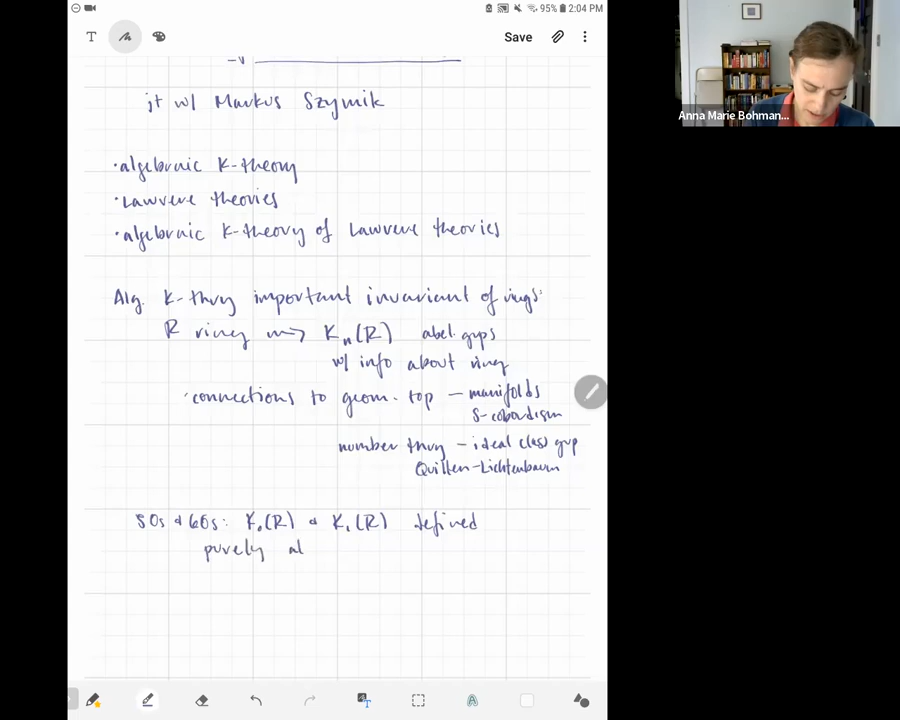 95% 2:04 PM
T Save
jt w/ Markus Szymik
·algebraic K-theory
·Lawvere theories
·algebraic K-theory of Lawvere theories
Alg. K-thry important invariant of rings:
R ring ⟿ Kₙ(R) abel. gps
w/ info about ring
·connections to geom. top – manifolds
s-cobordism
number thry – ideal class grp
Quillen-Lichtenbaum
50s & 60s: K₀(R) & K₁(R) defined
purely al
Anna Marie Bohman...